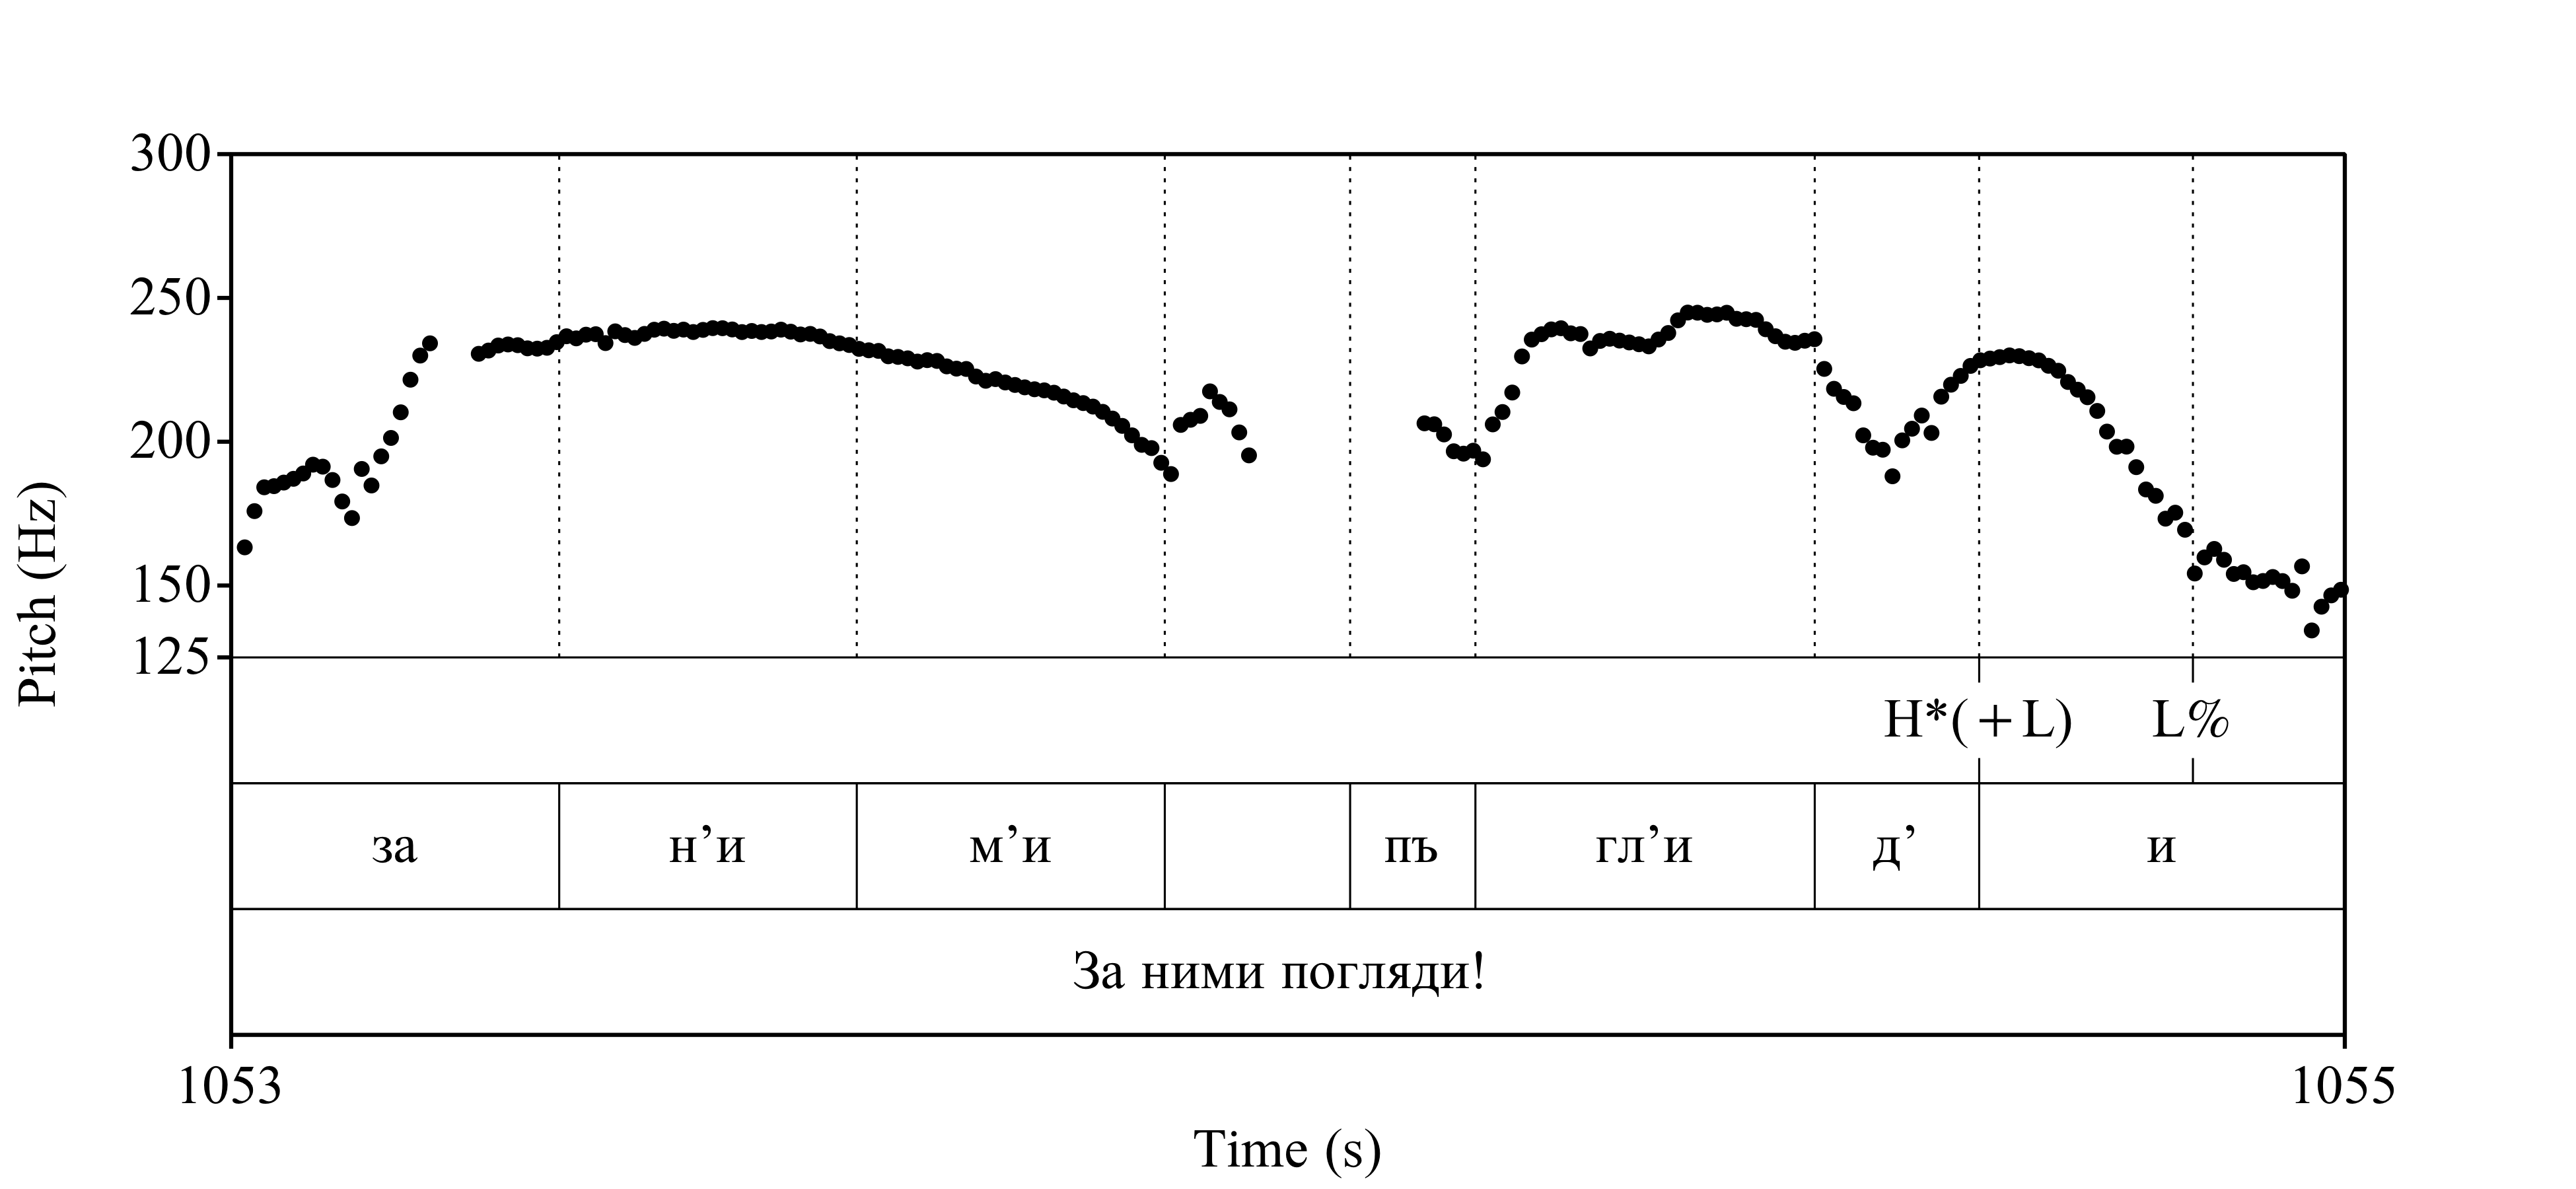 300
250
200
150
125
Pitch (Hz)
H*(+L) L%
за н’и м’и пъ гл’и д’ и
За ними погляди!
1053 1055
Time (s)